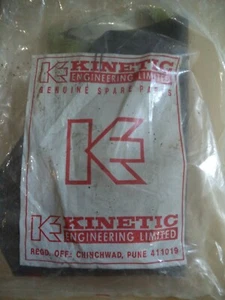 KINETIC
ENGINEERING LIMITED
GENUINE SPARE PARTS
KINETIC
ENGINEERING LIMITED
REGD. OFF.: CHINCHWAD, PUNE 411019